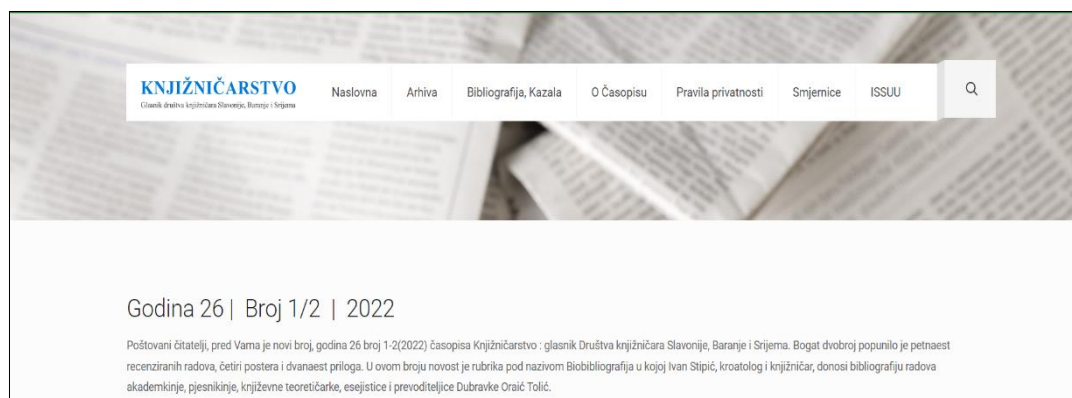 KNJIŽNIČARSTVO
Glasnik društva knjižničara Slavonije, Baranje i Srijema
Naslovna Arhiva Bibliografija, Kazala O Časopisu Pravila privatnosti Smjernice ISSUU
Godina 26 | Broj 1/2 | 2022
Poštovani čitatelji, pred Vama je novi broj, godina 26 broj 1-2(2022) časopisa Knjižničarstvo : glasnik Društva knjižničara Slavonije, Baranje i Srijema. Bogat dvobroj popunilo je petnaest
recenziranih radova, četiri postera i dvanaest priloga. U ovom broju novost je rubrika pod nazivom Biobibliografija u kojoj Ivan Stipić, kroatolog i knjižničar, donosi bibliografiju radova
akademkinje, pjesnikinje, književne teoretičarke, esejistice i prevoditeljice Dubravke Oraić Tolić.